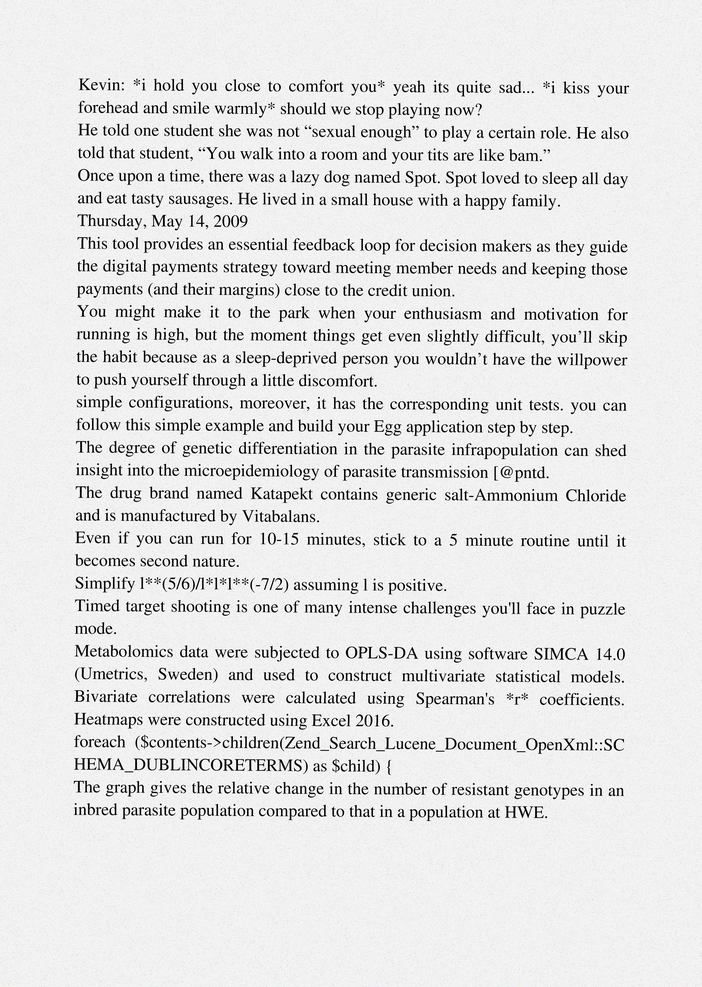 Kevin: *i hold you close to comfort you* yeah its quite sad... *i kiss your
forehead and smile warmly* should we stop playing now?
He told one student she was not “sexual enough” to play a certain role. He also
told that student, “You walk into a room and your tits are like bam.”
Once upon a time, there was a lazy dog named Spot. Spot loved to sleep all day
and eat tasty sausages. He lived in a small house with a happy family.
Thursday, May 14, 2009
This tool provides an essential feedback loop for decision makers as they guide
the digital payments strategy toward meeting member needs and keeping those
payments (and their margins) close to the credit union.
You might make it to the park when your enthusiasm and motivation for
running is high, but the moment things get even slightly difficult, you’ll skip
the habit because as a sleep-deprived person you wouldn’t have the willpower
to push yourself through a little discomfort.
simple configurations, moreover, it has the corresponding unit tests. you can
follow this simple example and build your Egg application step by step.
The degree of genetic differentiation in the parasite infrapopulation can shed
insight into the microepidemiology of parasite transmission [@pntd.
The drug brand named Katapekt contains generic salt-Ammonium Chloride
and is manufactured by Vitabalans.
Even if you can run for 10-15 minutes, stick to a 5 minute routine until it
becomes second nature.
Simplify l**(5/6)/l*l*l**(-7/2) assuming l is positive.
Timed target shooting is one of many intense challenges you'll face in puzzle
mode.
Metabolomics data were subjected to OPLS-DA using software SIMCA 14.0
(Umetrics, Sweden) and used to construct multivariate statistical models.
Bivariate correlations were calculated using Spearman's *r* coefficients.
Heatmaps were constructed using Excel 2016.
foreach ($contents->children(Zend_Search_Lucene_Document_OpenXml::SC
HEMA_DUBLINCORETERMS) as $child) {
The graph gives the relative change in the number of resistant genotypes in an
inbred parasite population compared to that in a population at HWE.